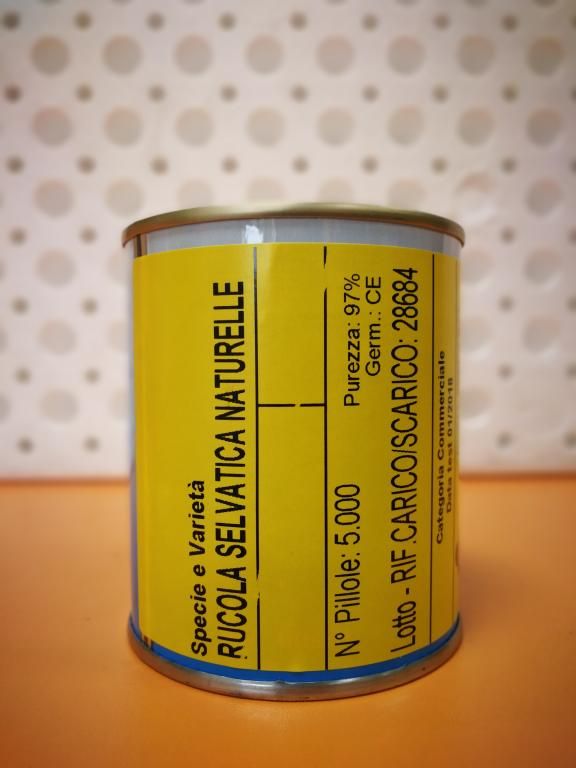 Specie e Varietà
RUCOLA SELVATICA NATURELLE
N° Pillole: 5.000
Purezza: 97%
Germ.: CE
Lotto - RIF.CARICO/SCARICO: 28684
Categoria Commerciale
Data test 01/2018